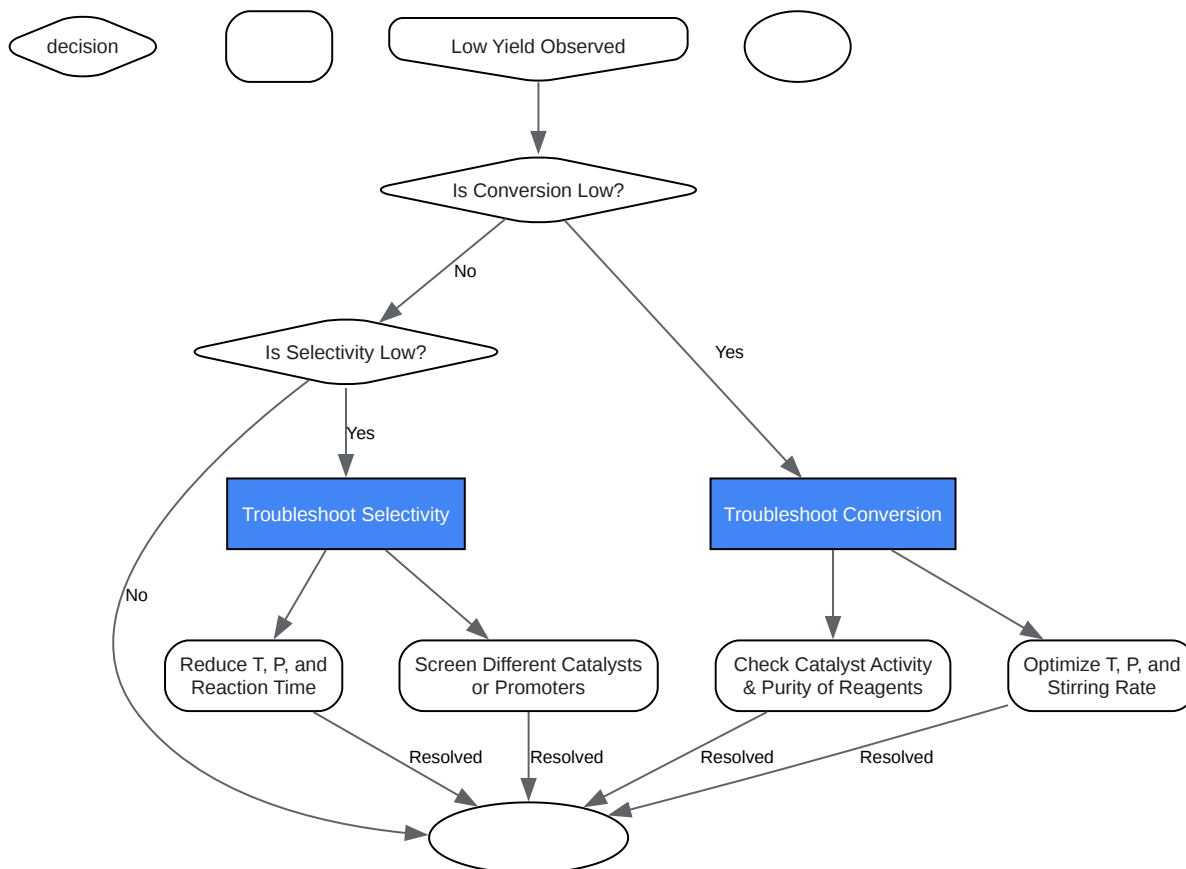 decision
Low Yield Observed
Is Conversion Low?
No
Is Selectivity Low?
Yes
Yes
Troubleshoot Selectivity
Troubleshoot Conversion
No
Reduce T, P, and
Reaction Time
Screen Different Catalysts
or Promoters
Check Catalyst Activity
& Purity of Reagents
Optimize T, P, and
Stirring Rate
Resolved
Resolved
Resolved
Resolved